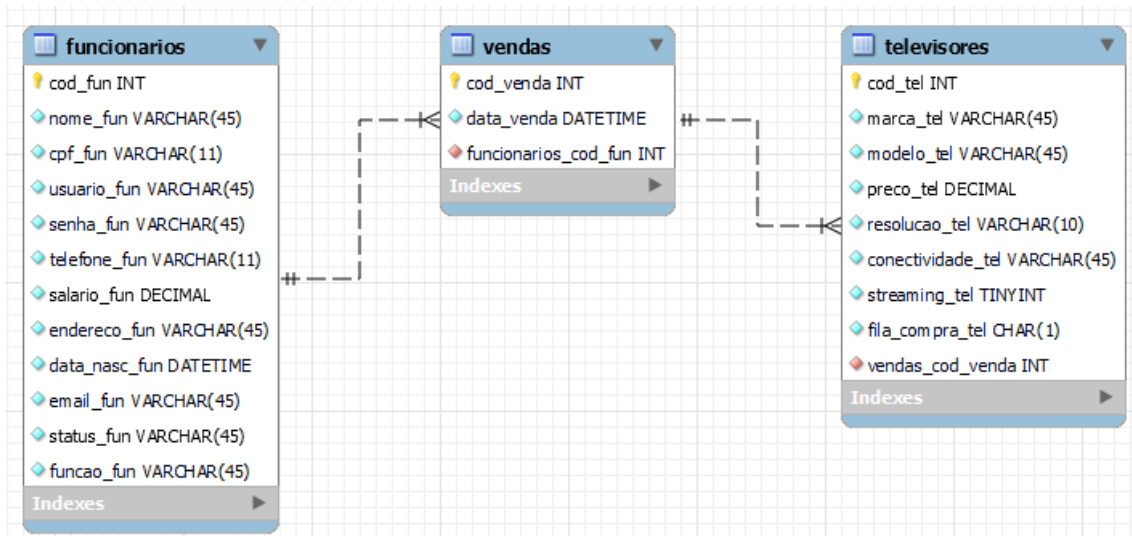 funcionarios
cod_fun INT
nome_fun VARCHAR(45)
cpf_fun VARCHAR(11)
usuario_fun VARCHAR(45)
senha_fun VARCHAR(45)
telefone_fun VARCHAR(11)
salario_fun DECIMAL
endereco_fun VARCHAR(45)
data_nasc_fun DATETIME
email_fun VARCHAR(45)
status_fun VARCHAR(45)
funcao_fun VARCHAR(45)
Indexes
vendas
cod_venda INT
data_venda DATETIME
funcionarios_cod_fun INT
Indexes
televisores
cod_tel INT
marca_tel VARCHAR(45)
modelo_tel VARCHAR(45)
preco_tel DECIMAL
resolucao_tel VARCHAR(10)
conectividade_tel VARCHAR(45)
streaming_tel TINYINT
fila_compra_tel CHAR(1)
vendas_cod_venda INT
Indexes